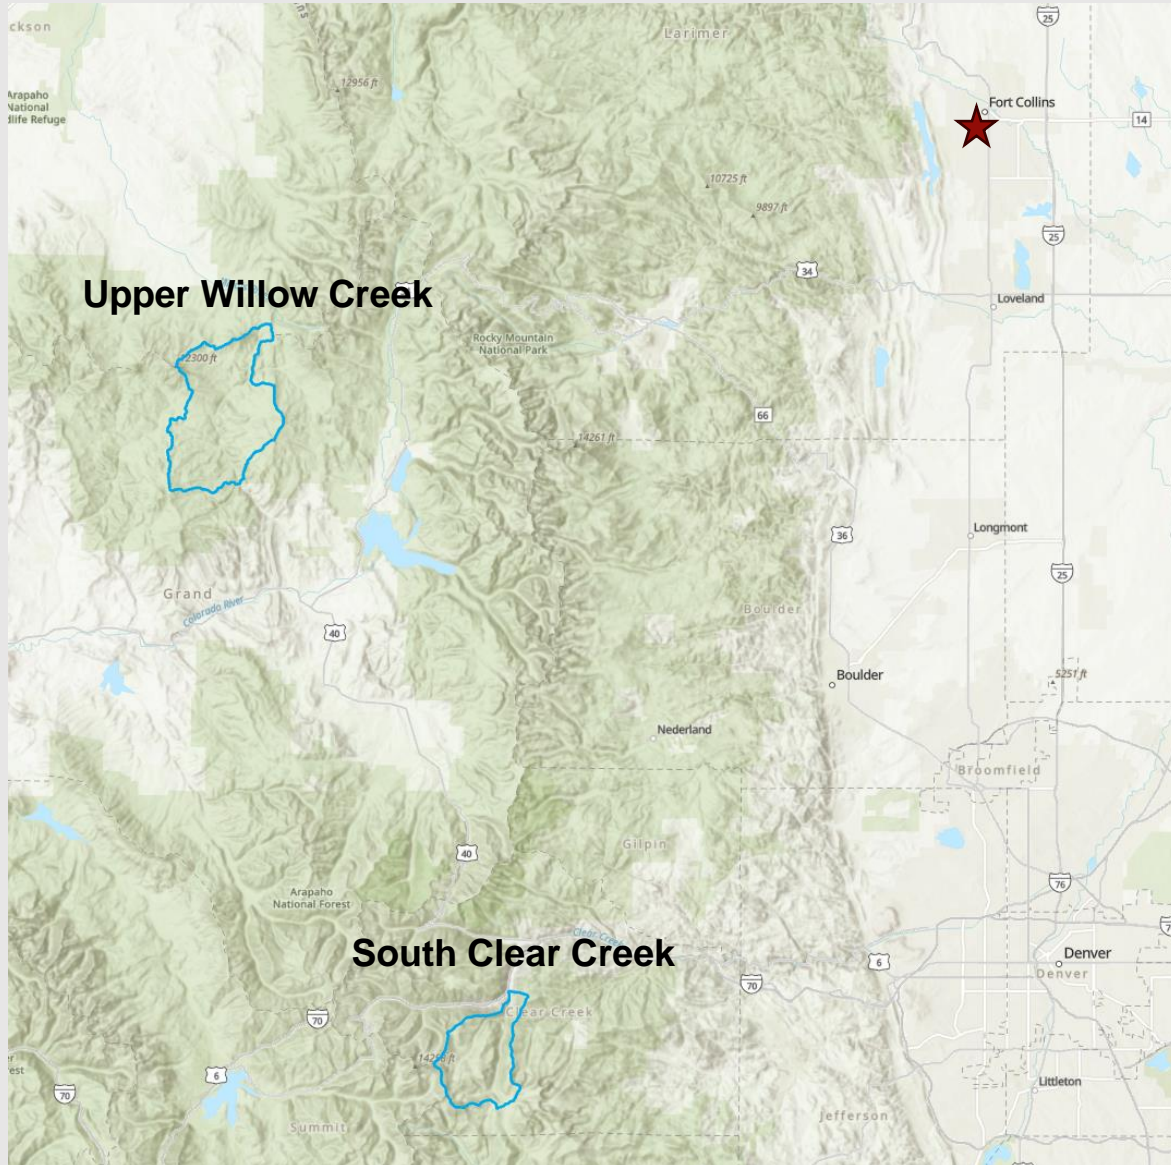 ckson
Larimer
25
12956 ft
Arapaho
National
dlife Refuge
Fort Collins
14
10725 ft
9897 ft
25
34
Upper Willow Creek
Loveland
Rocky Mountain
National Park
2300 ft
66
14261 ft
36
Longmont
25
Grand
Colorado River
40
Boulder
Boulder
5251 ft
Nederland
Broomfield
40
Gilpin
76
Arapaho
National Forest
Clear Creek
South Clear Creek
6
70
Denver
Denver
70
Clear Creek
6
70
Littleton
Summit
Jefferson